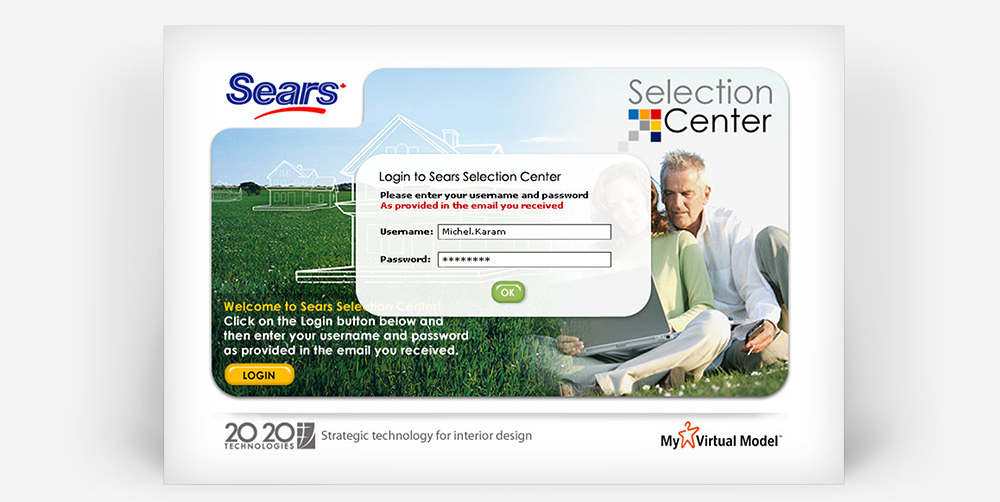 Sears
Selection
Center
Login to Sears Selection Center
Please enter your username and password
As provided in the email you received
Username: Michel.Karam
Password: ********
OK
Welcome to Sears Selection Center!
Click on the Login button below and
then enter your username and password
as provided in the email you received.
LOGIN
20 20
TECHNOLOGIES
Strategic technology for interior design
My Virtual Model™